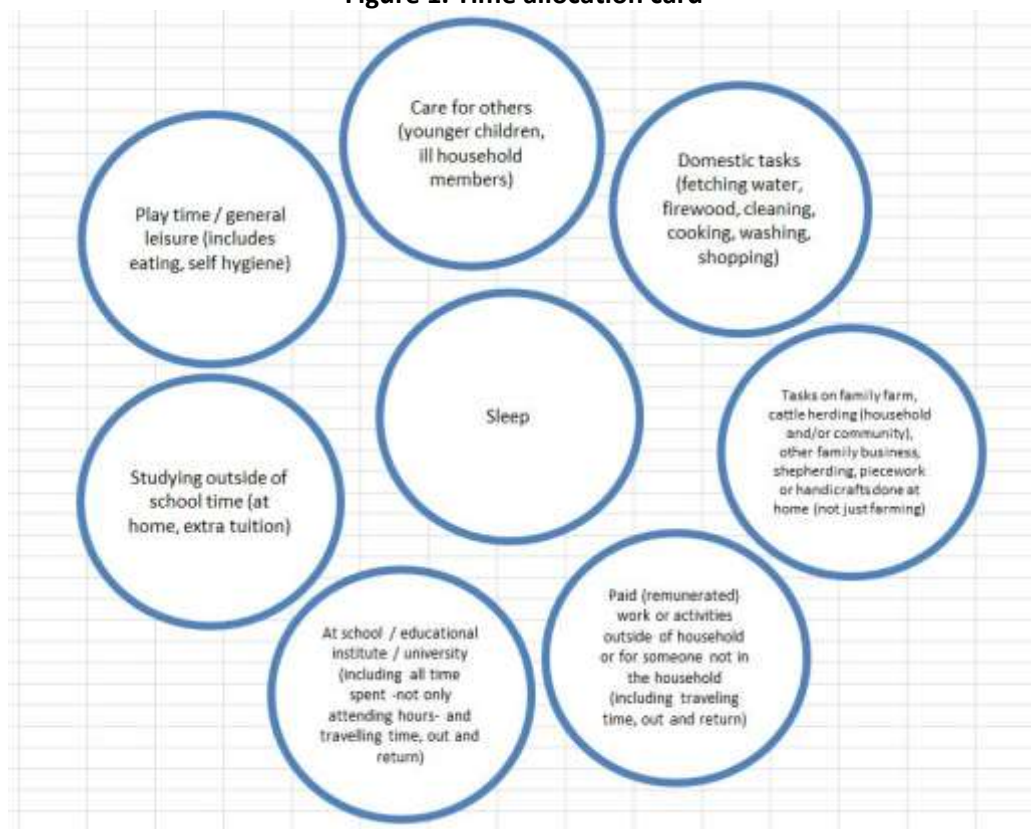 Figure 1. Time allocation card
Care for others
(younger children,
ill household
members)
Domestic tasks
(fetching water,
firewood, cleaning,
cooking, washing,
shopping)
Play time / general
leisure (includes
eating, self hygiene)
Tasks on family farm,
cattle herding (household
and/or community),
other family business,
shepherding, piecework
or handicrafts done at
home (not just farming)
Sleep
Studying outside of
school time (at
home, extra tuition)
Paid (remunerated)
work or activities
outside of household
or for someone not in
the household
(including traveling
time, out and return)
At school / educational
institute / university
(including all time
spent -not only
attending hours- and
travelling time, out and
return)